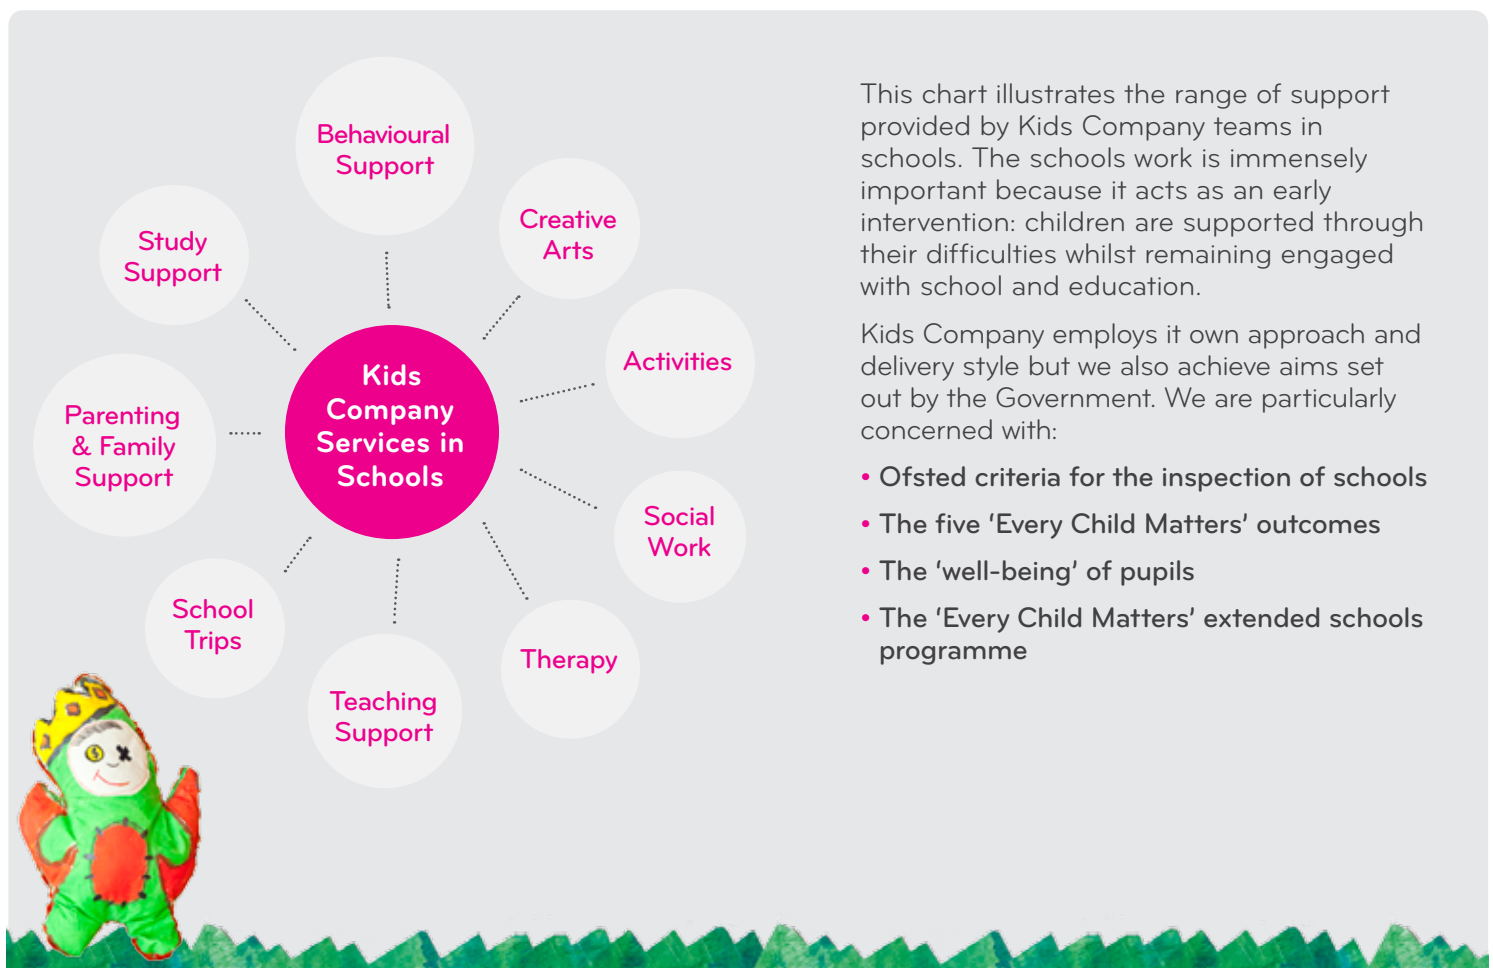 Behavioural
Support
Creative
Arts
Activities
Social
Work
Therapy
Teaching
Support
School
Trips
Parenting
& Family
Support
Study
Support
Kids
Company
Services in
Schools
This chart illustrates the range of support
provided by Kids Company teams in
schools. The schools work is immensely
important because it acts as an early
intervention: children are supported through
their difficulties whilst remaining engaged
with school and education.
Kids Company employs it own approach and
delivery style but we also achieve aims set
out by the Government. We are particularly
concerned with:
• Ofsted criteria for the inspection of schools
• The five ‘Every Child Matters’ outcomes
• The ‘well-being’ of pupils
• The ‘Every Child Matters’ extended schools
programme